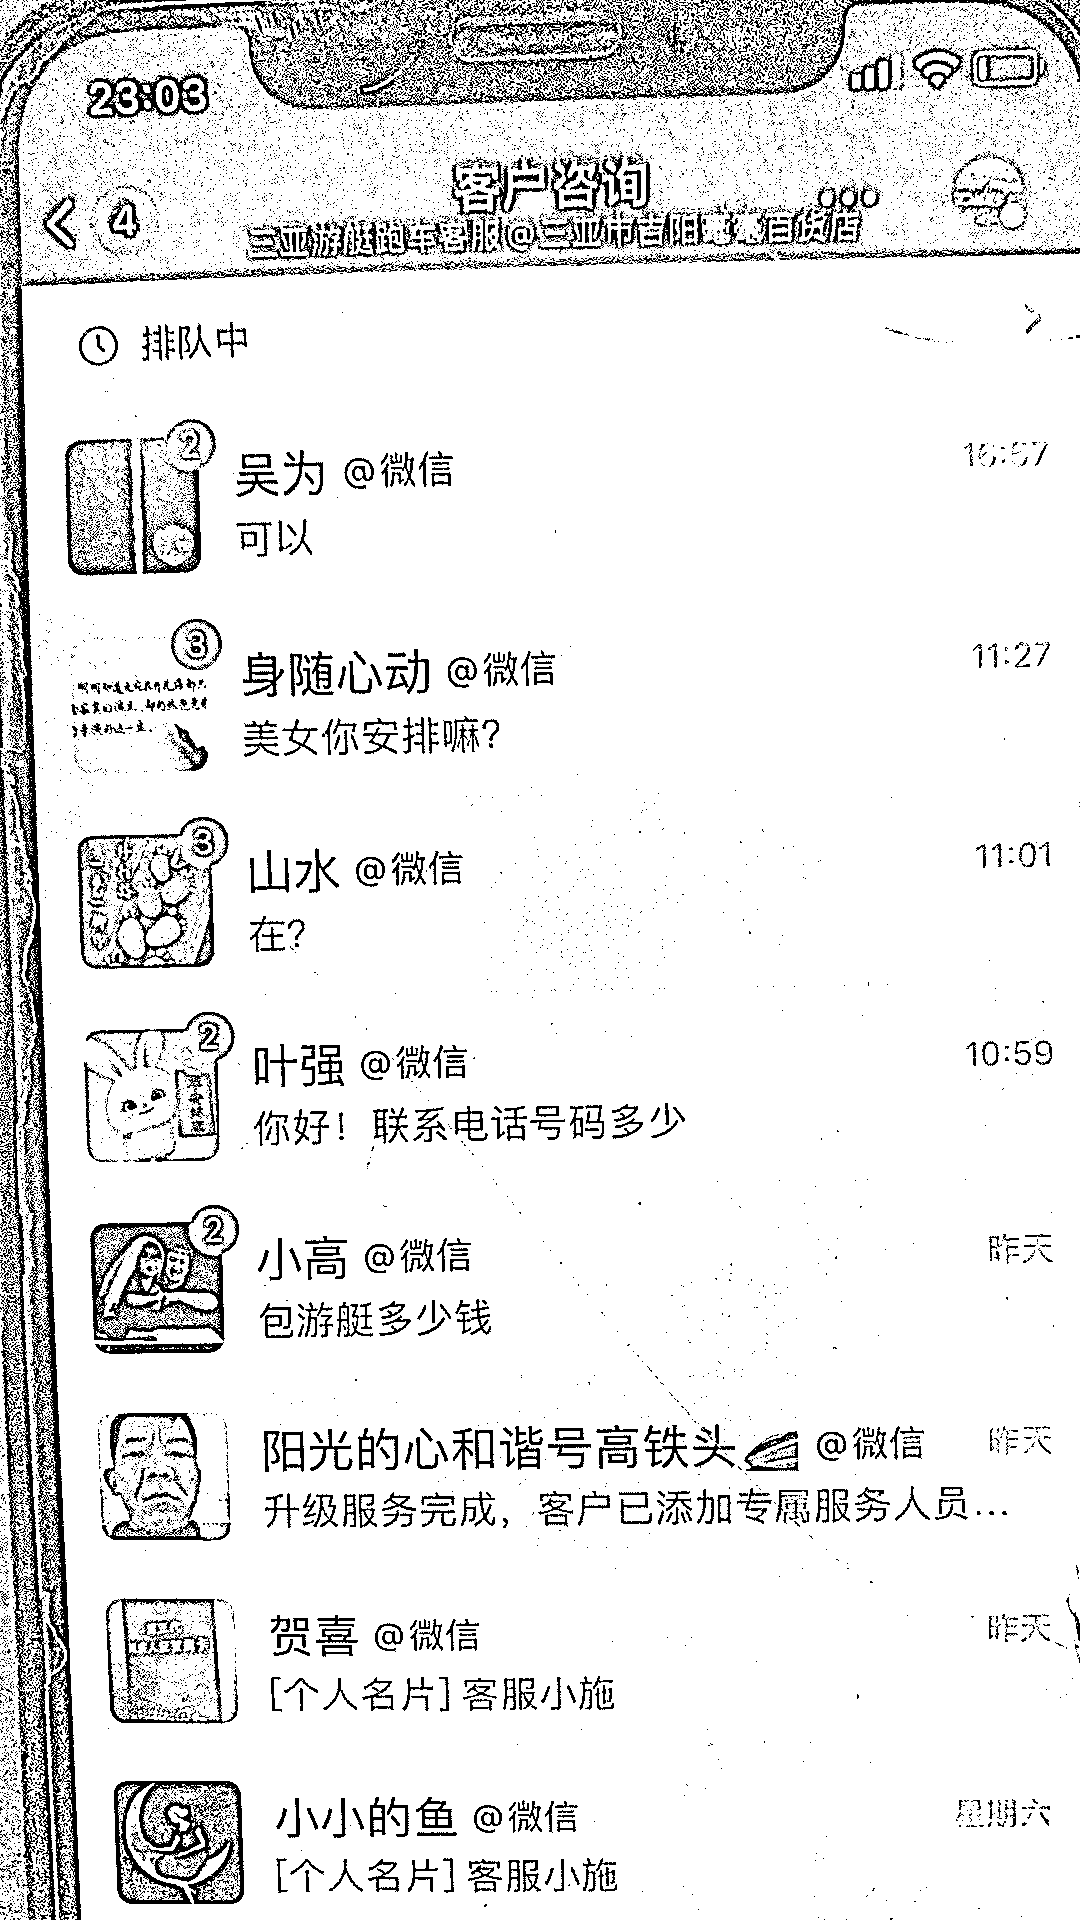 23:03
4
客户咨询
三亚游艇跑车客服@三亚市吉阳 百货店
排队中
2
吴为 @微信
16:57
可以
3
身随心动 @微信
11:27
美女你安排嘛?
3
山水 @微信
11:01
在?
2
叶强 @微信
10:59
你好！联系电话号码多少
2
小高 @微信
昨天
包游艇多少钱
阳光的心和谐号高铁头 @微信
昨天
升级服务完成，客户已添加专属服务人员...
贺喜 @微信
昨天
[个人名片] 客服小施
小小的鱼 @微信
星期六
[个人名片] 客服小施